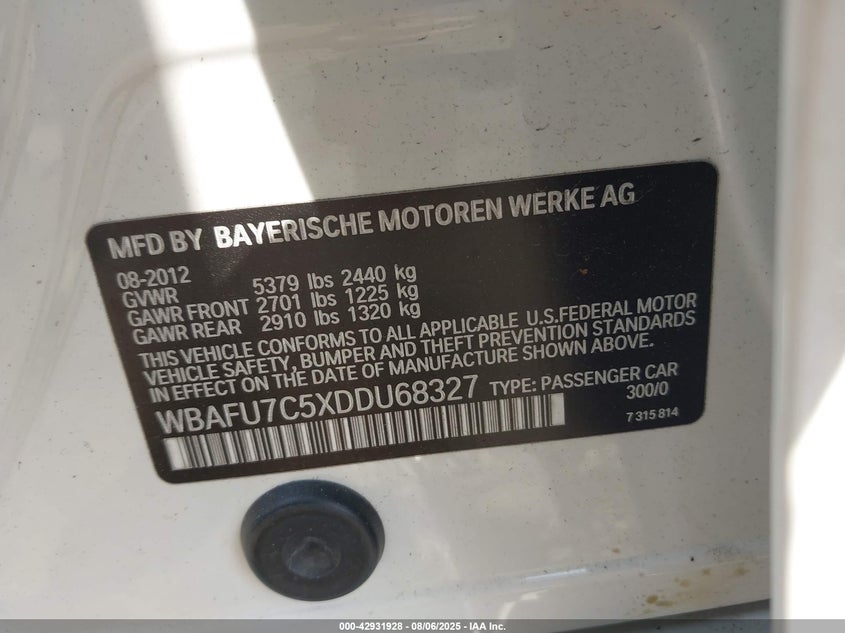 MFD BY BAYERISCHE MOTOREN WERKE AG
08-2012
GVWR 5379 lbs 2440 kg
GAWR FRONT 2701 lbs 1225 kg
GAWR REAR 2910 lbs 1320 kg
THIS VEHICLE CONFORMS TO ALL APPLICABLE U.S.FEDERAL MOTOR
VEHICLE SAFETY, BUMPER AND THEFT PREVENTION STANDARDS
IN EFFECT ON THE DATE OF MANUFACTURE SHOWN ABOVE.
WBAFU7C5XDDU68327 TYPE: PASSENGER CAR
300/0
7 315 814
000-42931928 - 08/06/2025 - IAA Inc.